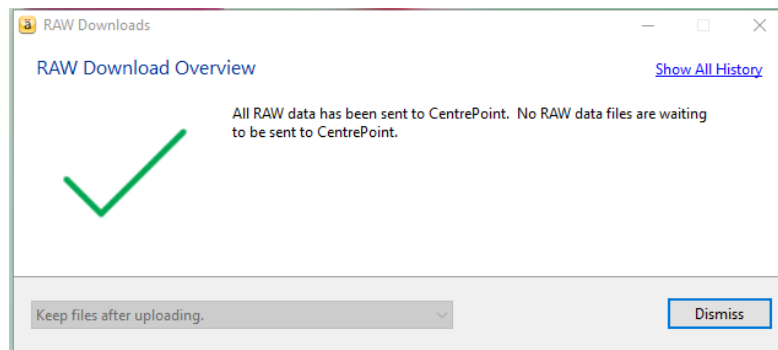 RAW Downloads
RAW Download Overview
Show All History
All RAW data has been sent to CentrePoint.  No RAW data files are waiting
to be sent to CentrePoint.
Keep files after uploading.
Dismiss